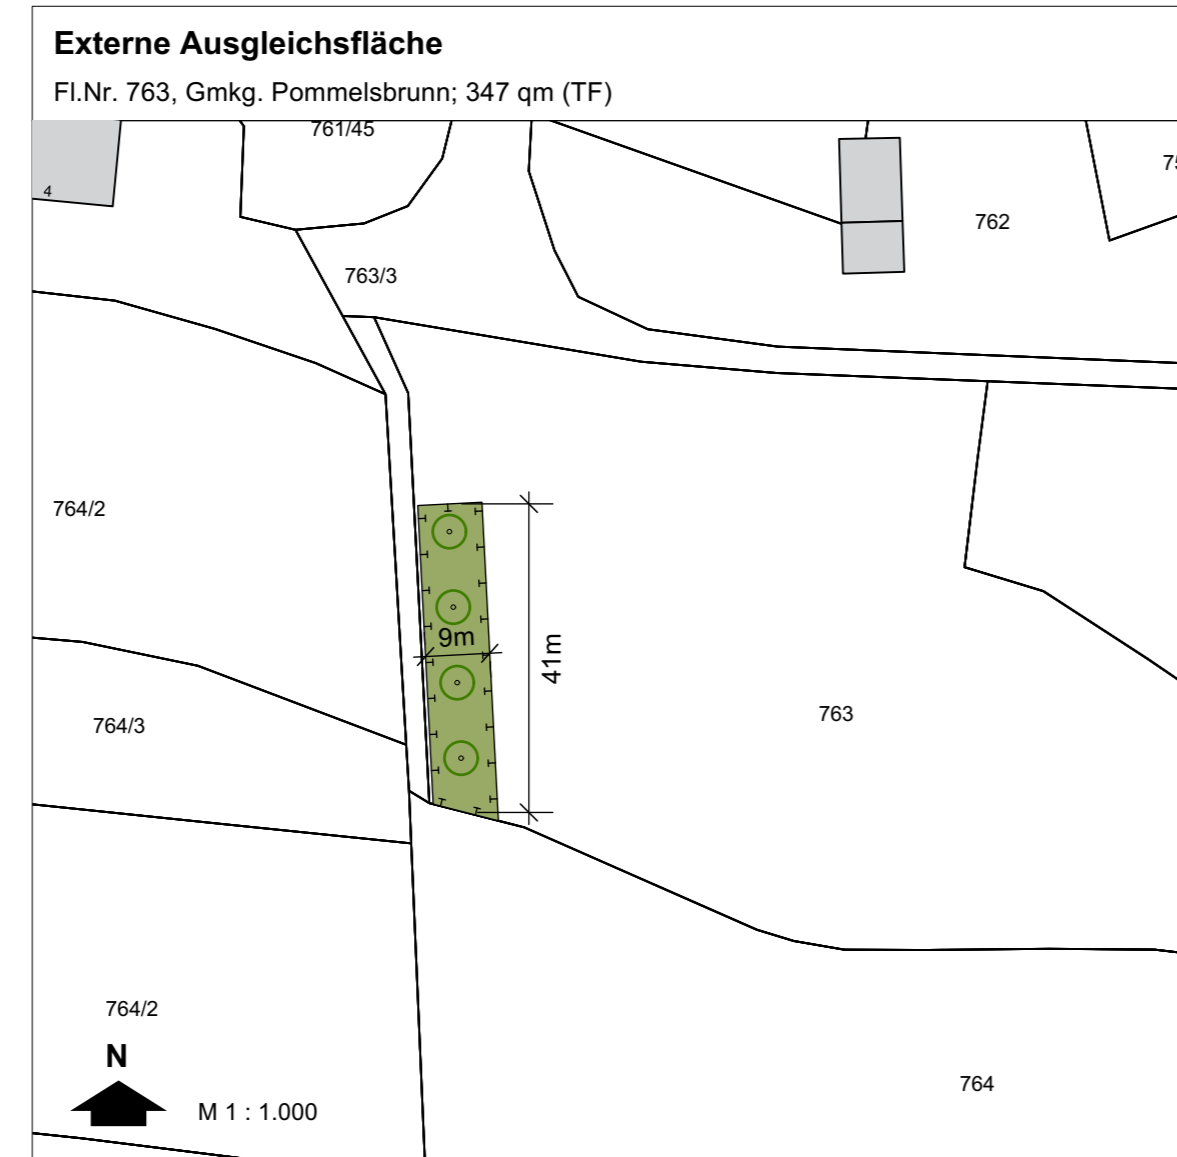 Externe Ausgleichsfläche
Fl.Nr. 763, Gmkg. Pommelsbrunn; 347 qm (TF)
761/45
4
762
763/3
764/2
9m
41m
763
764/3
764/2
764
N
M 1 : 1.000